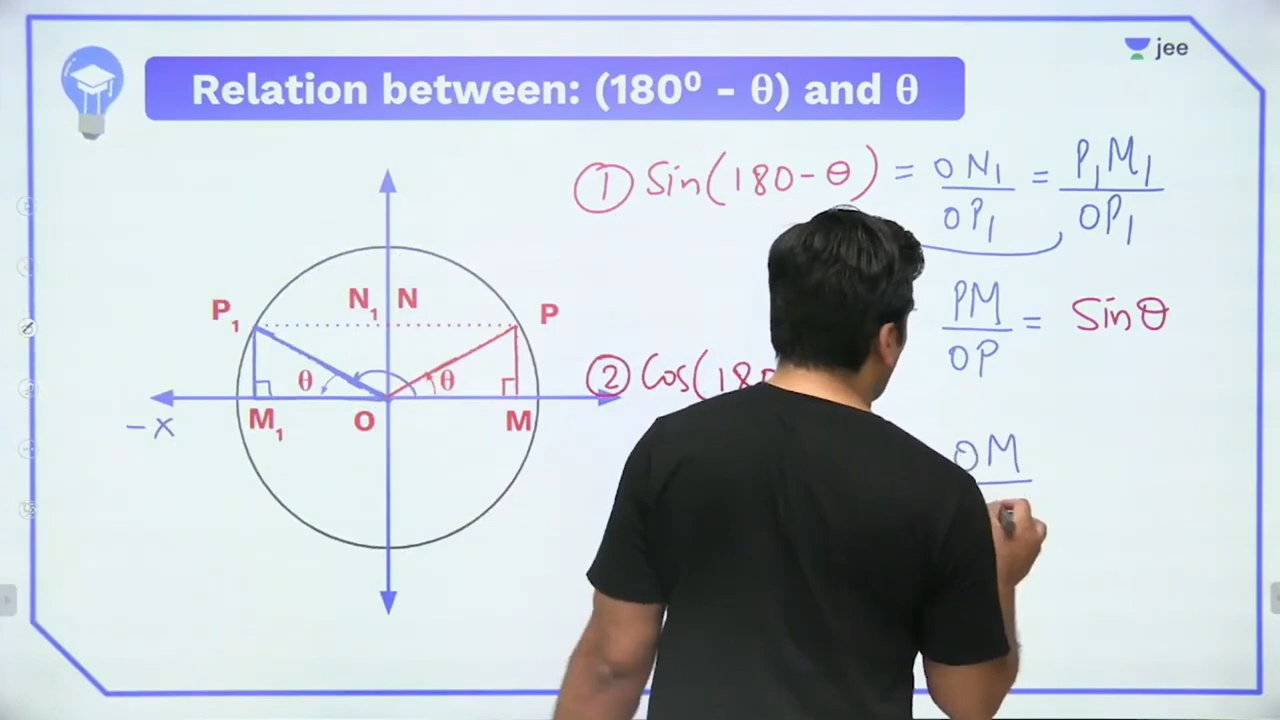 jee
Relation between: (180⁰ - θ) and θ
① Sin(180-θ) = ON₁/OP₁ = P₁M₁/OP₁
PM/OP = Sinθ
② Cos(180
OM
N₁ N
P₁ P
θ θ
M₁ O M
-x